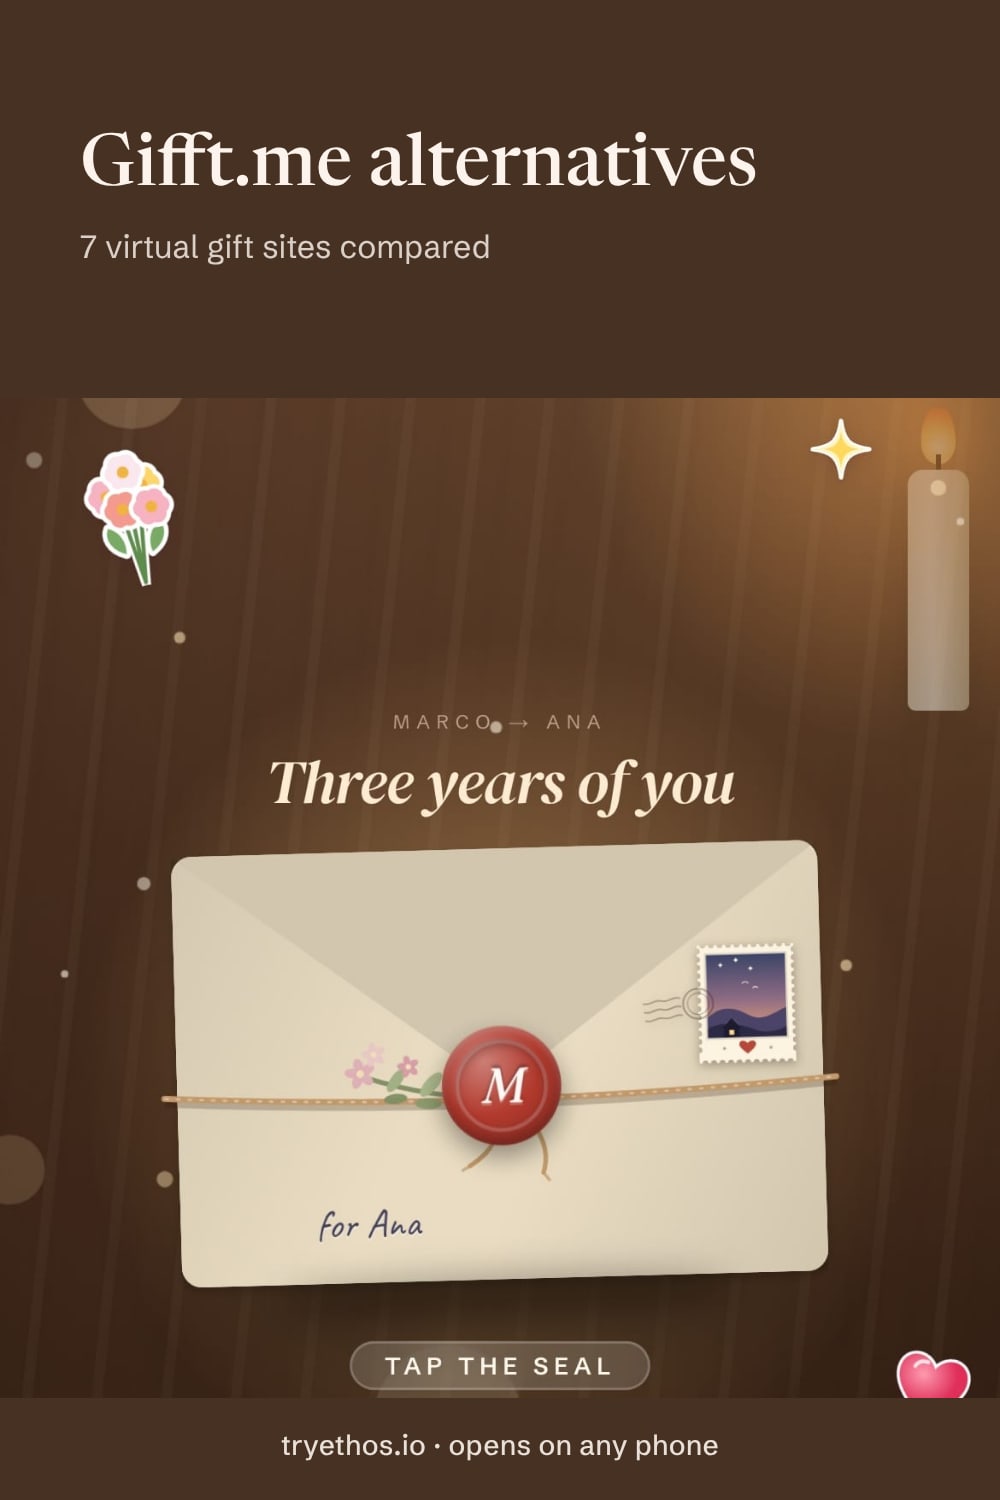 Gifft.me alternatives
7 virtual gift sites compared
MARCO → ANA
Three years of you
M
for Ana
TAP THE SEAL
tryethos.io · opens on any phone